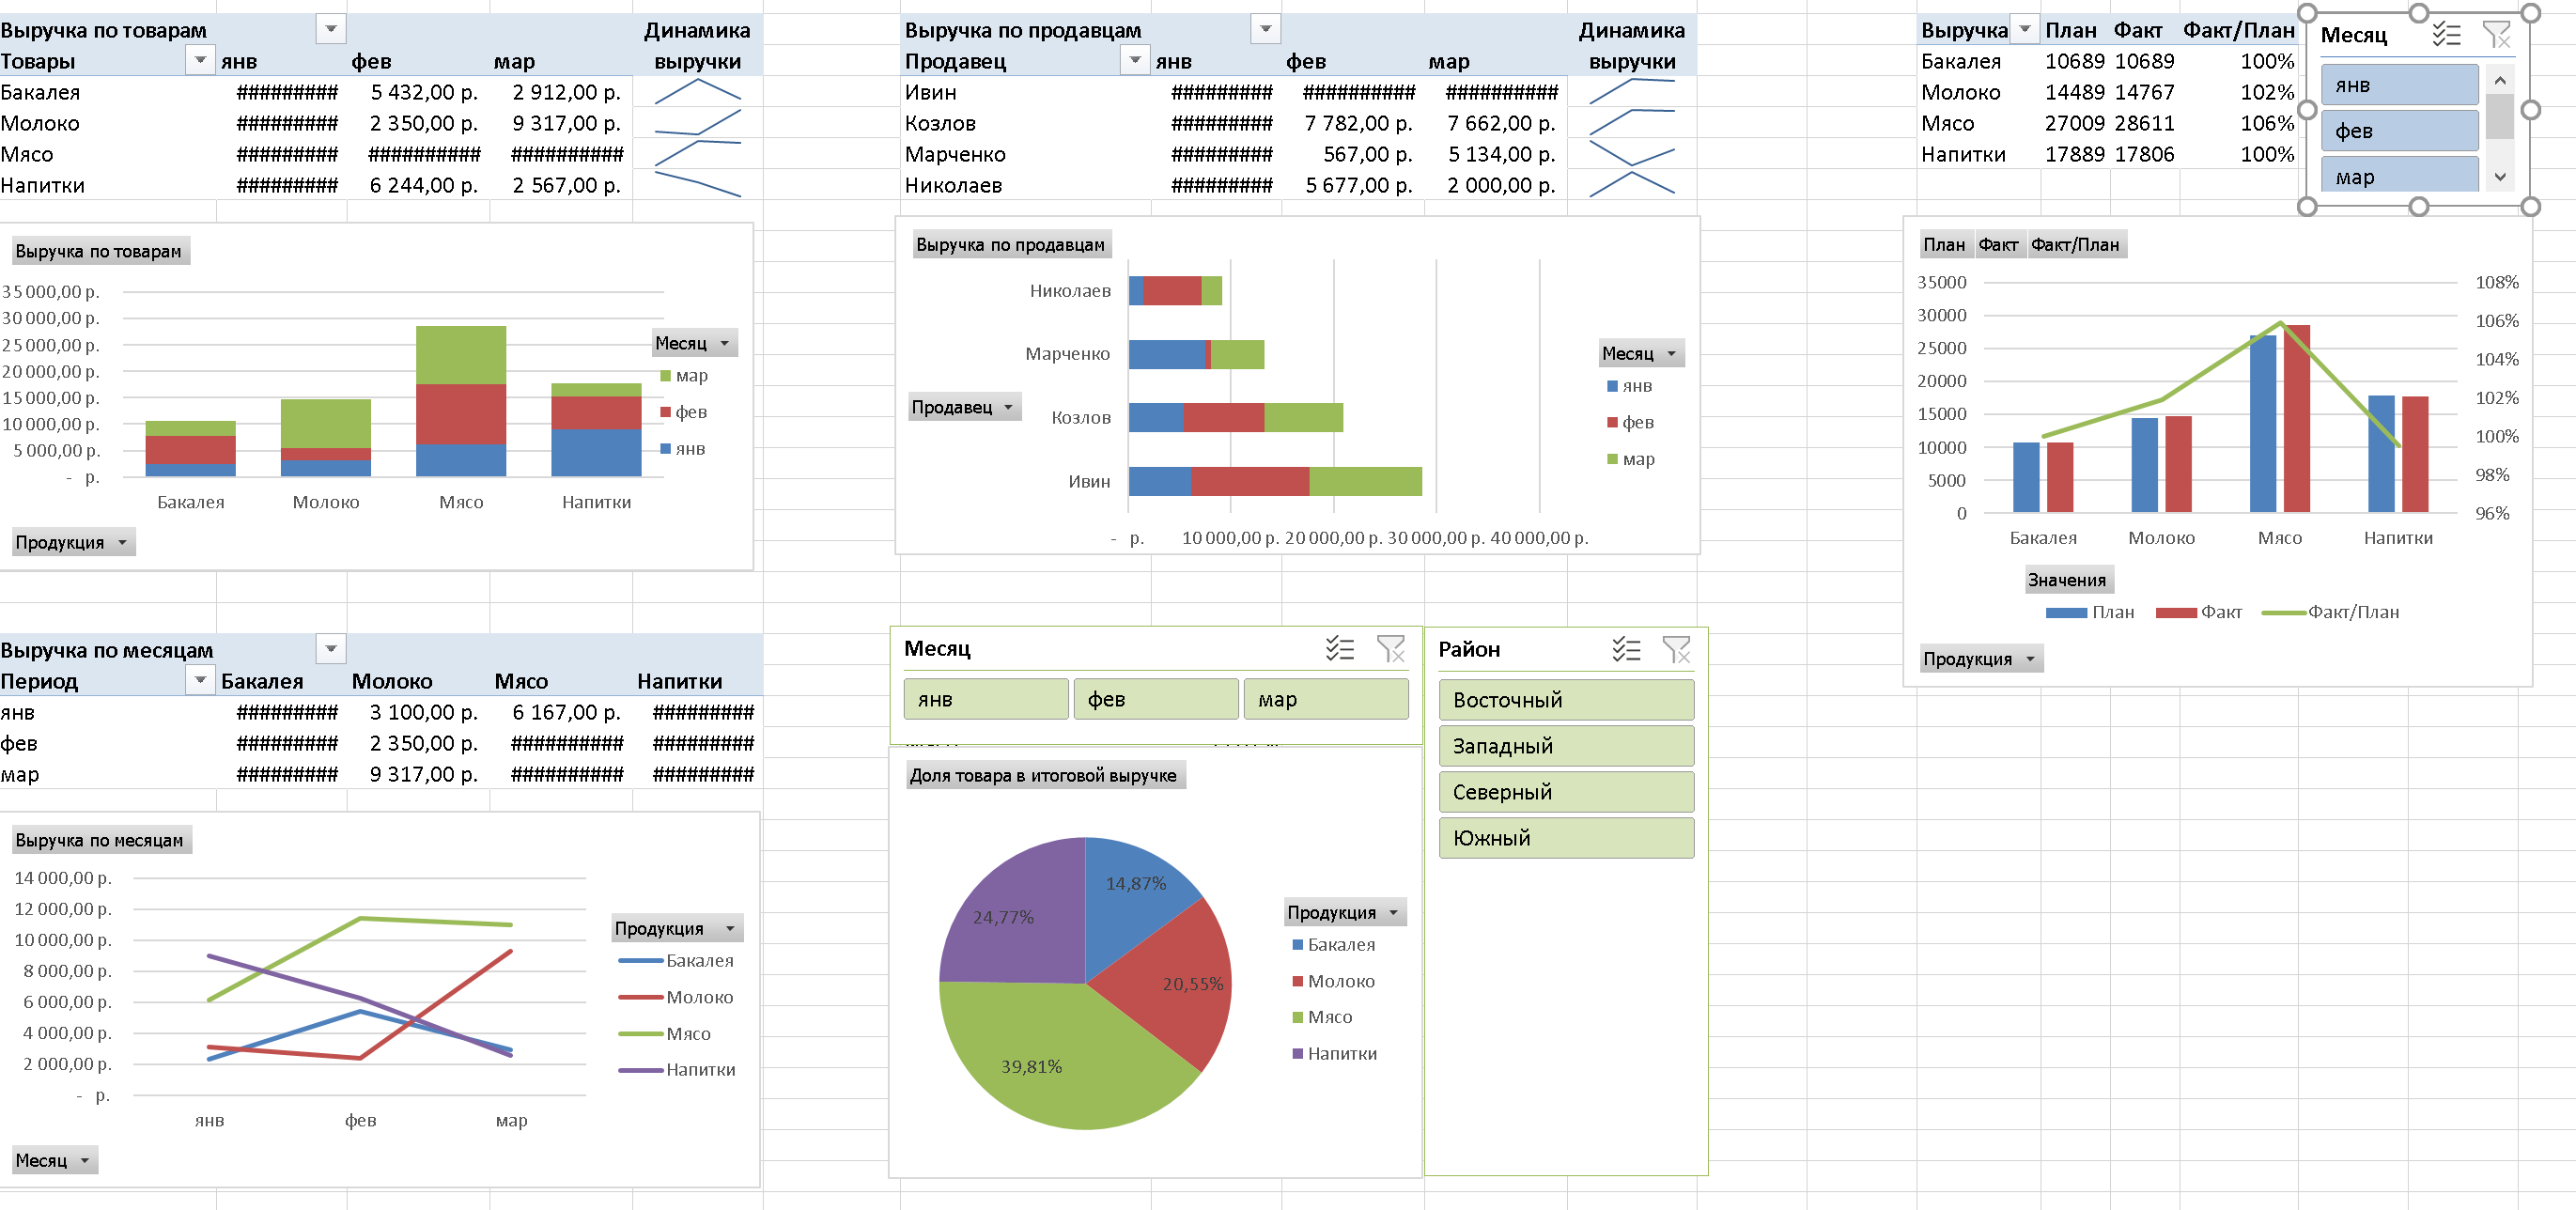 Выручка по товарам Динамика
Товары янв фев мар выручки
Бакалея ######### 5 432,00 р. 2 912,00 р.
Молоко ######### 2 350,00 р. 9 317,00 р.
Мясо ######### ########## ##########
Напитки ######### 6 244,00 р. 2 567,00 р.
Выручка по товарам
35 000,00 р.
30 000,00 р.
25 000,00 р.
20 000,00 р.
15 000,00 р.
10 000,00 р.
5 000,00 р.
- р.
Бакалея Молоко Мясо Напитки
Месяц
мар
фев
янв
Продукция
Выручка по продавцам Динамика
Продавец янв фев мар выручки
Ивин ######### ########## ##########
Козлов ######### 7 782,00 р. 7 662,00 р.
Марченко ######### 567,00 р. 5 134,00 р.
Николаев ######### 5 677,00 р. 2 000,00 р.
Выручка по продавцам
Николаев
Марченко
Продавец
Козлов
Ивин
- р. 10 000,00 р. 20 000,00 р. 30 000,00 р. 40 000,00 р.
Месяц
янв
фев
мар
Выручка План Факт Факт/План
Бакалея 10689 10689 100%
Молоко 14489 14767 102%
Мясо 27009 28611 106%
Напитки 17889 17806 100%
Месяц
янв
фев
мар
План Факт Факт/План
35000 108%
30000 106%
25000 104%
20000 102%
15000 100%
10000 98%
5000 96%
0
Бакалея Молоко Мясо Напитки
Значения
План Факт Факт/План
Продукция
Выручка по месяцам
Период Бакалея Молоко Мясо Напитки
янв ######### 3 100,00 р. 6 167,00 р. #########
фев ######### 2 350,00 р. ########## #########
мар ######### 9 317,00 р. ########## #########
Выручка по месяцам
14 000,00 р.
12 000,00 р.
10 000,00 р.
8 000,00 р.
6 000,00 р.
4 000,00 р.
2 000,00 р.
- р.
янв фев мар
Продукция
Бакалея
Молоко
Мясо
Напитки
Месяц
Месяц
янв фев мар
Район
Восточный
Западный
Северный
Южный
Доля товара в итоговой выручке
14,87%
24,77%
20,55%
39,81%
Продукция
Бакалея
Молоко
Мясо
Напитки